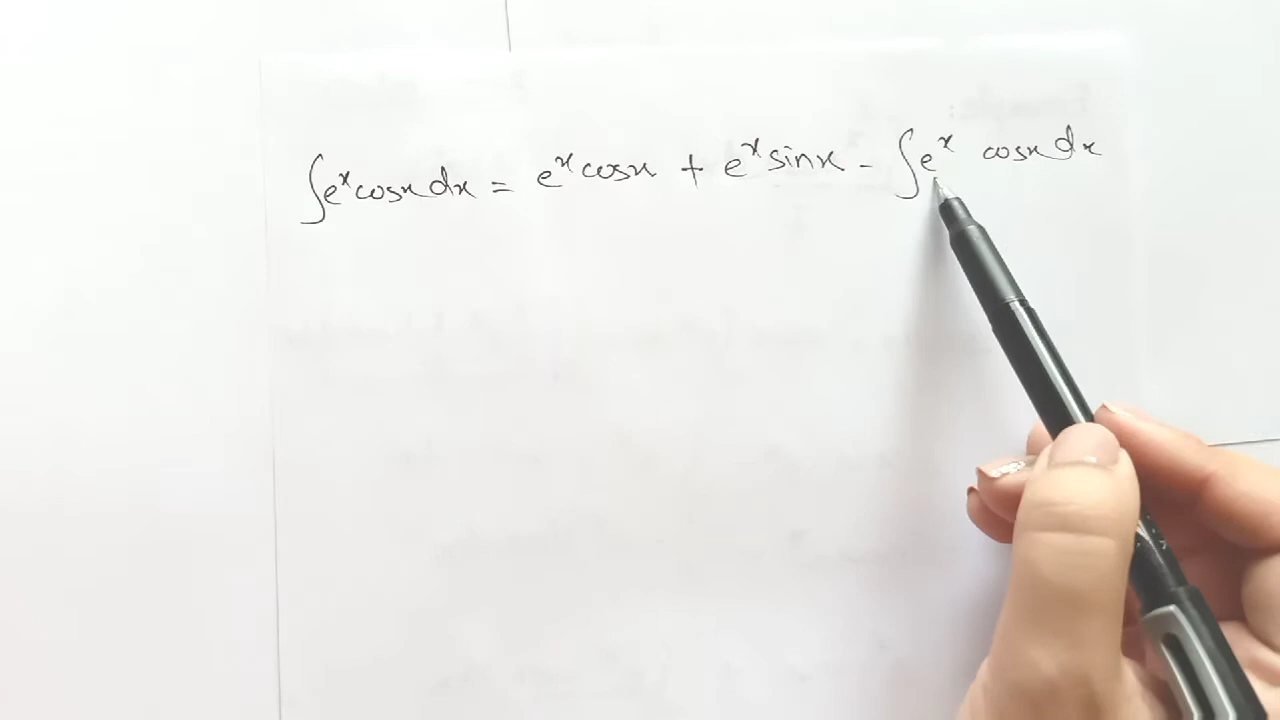 ∫e^x cosx dx = e^x cosx + e^x sinx - ∫e^x cosx dx